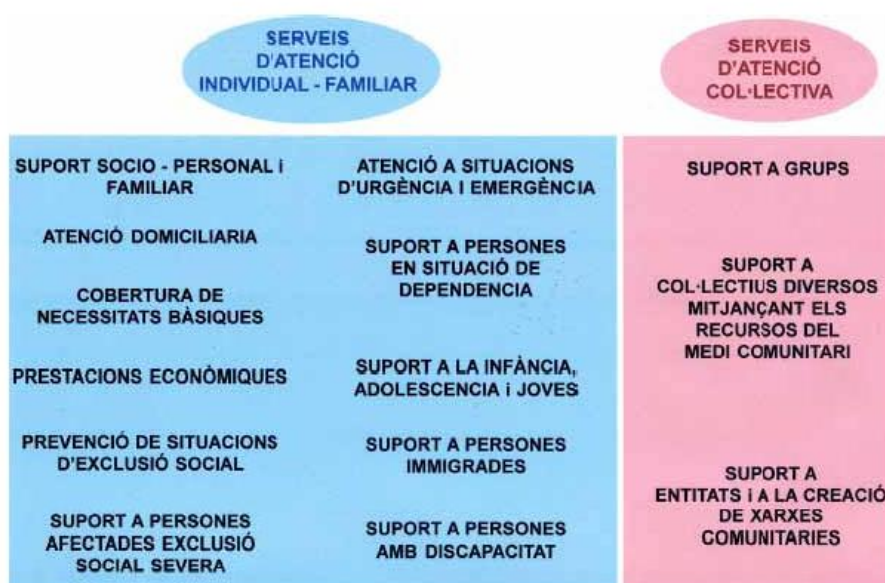 SERVEIS
D'ATENCIÓ
INDIVIDUAL - FAMILIAR
SUPORT SOCIO - PERSONAL i
FAMILIAR
ATENCIÓ DOMICILIARIA
COBERTURA DE
NECESSITATS BÀSIQUES
PRESTACIONS ECONÒMIQUES
PREVENCIÓ DE SITUACIONS
D'EXCLUSIÓ SOCIAL
SUPORT A PERSONES
AFECTADES EXCLUSIÓ
SOCIAL SEVERA
ATENCIÓ A SITUACIONS
D'URGÈNCIA I EMERGÈNCIA
SUPORT A PERSONES
EN SITUACIÓ DE
DEPENDENCIA
SUPORT A LA INFÀNCIA,
ADOLESCENCIA i JOVES
SUPORT A PERSONES
IMMIGRADES
SUPORT A PERSONES
AMB DISCAPACITAT
SERVEIS
D'ATENCIÓ
COL·LECTIVA
SUPORT A GRUPS
SUPORT A
COL·LECTIUS DIVERSOS
MITJANÇANT ELS
RECURSOS DEL
MEDI COMUNITARI
SUPORT A
ENTITATS i A LA CREACIÓ
DE XARXES
COMUNITARIES